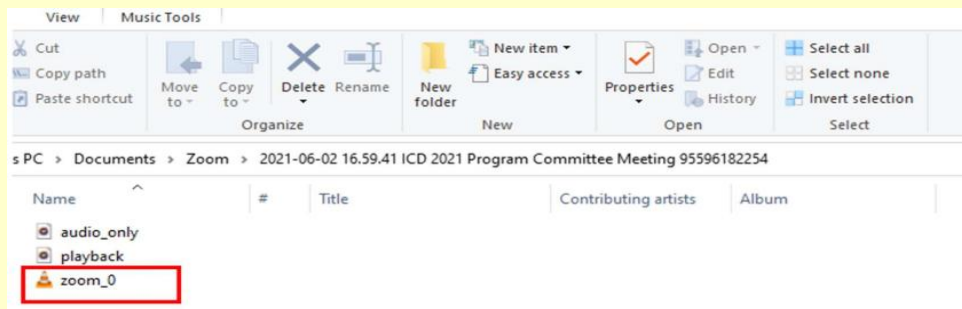 View Music Tools
Cut
Copy path
Paste shortcut
Move to
Copy to
Delete
Rename
New folder
New item
Easy access
Properties
Open
Edit
History
Select all
Select none
Invert selection
Organize New Open Select
s PC > Documents > Zoom > 2021-06-02 16.59.41 ICD 2021 Program Committee Meeting 95596182254
Name # Title Contributing artists Album
audio_only
playback
zoom_0